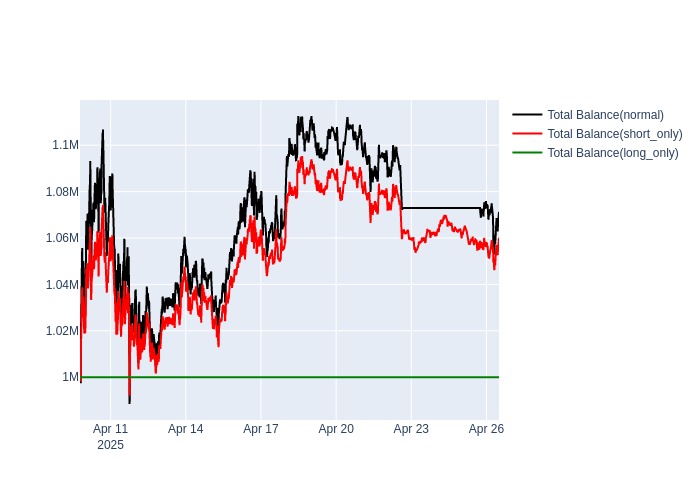 Total Balance(normal)
Total Balance(short_only)
Total Balance(long_only)
1.1M
1.08M
1.06M
1.04M
1.02M
1M
Apr 11
2025
Apr 14
Apr 17
Apr 20
Apr 23
Apr 26